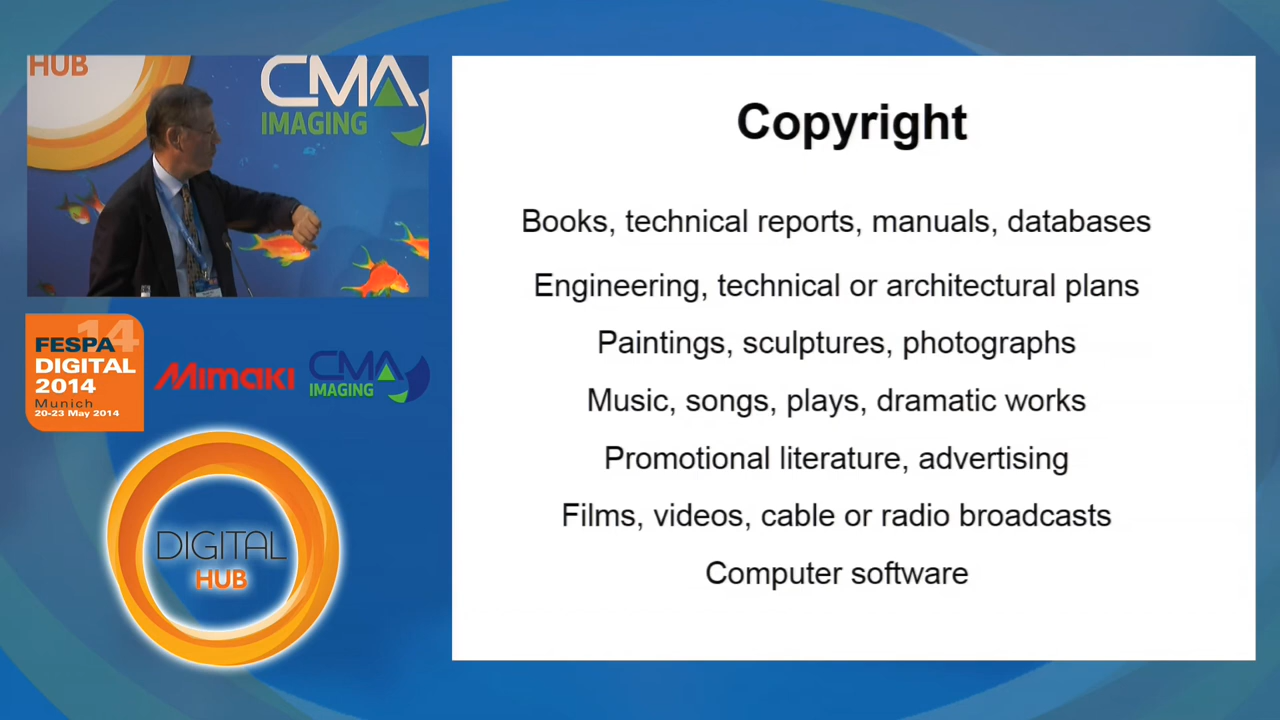 HUB
CMA
IMAGING
FESPA 14
DIGITAL
2014
Munich
20-23 May 2014
Mimaki
CMA
IMAGING
DIGITAL
HUB
Copyright
Books, technical reports, manuals, databases
Engineering, technical or architectural plans
Paintings, sculptures, photographs
Music, songs, plays, dramatic works
Promotional literature, advertising
Films, videos, cable or radio broadcasts
Computer software